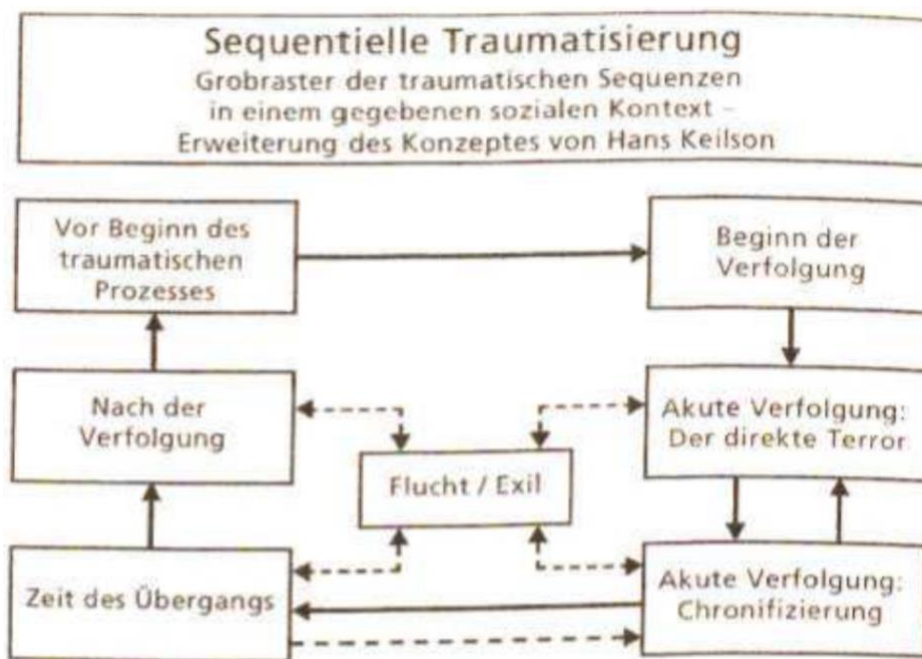 Sequentielle Traumatisierung
Grobraster der traumatischen Sequenzen
in einem gegebenen sozialen Kontext –
Erweiterung des Konzeptes von Hans Keilson
Vor Beginn des
traumatischen
Prozesses
Beginn der
Verfolgung
Nach der
Verfolgung
Akute Verfolgung:
Der direkte Terror
Flucht / Exil
Zeit des Übergangs
Akute Verfolgung:
Chronifizierung